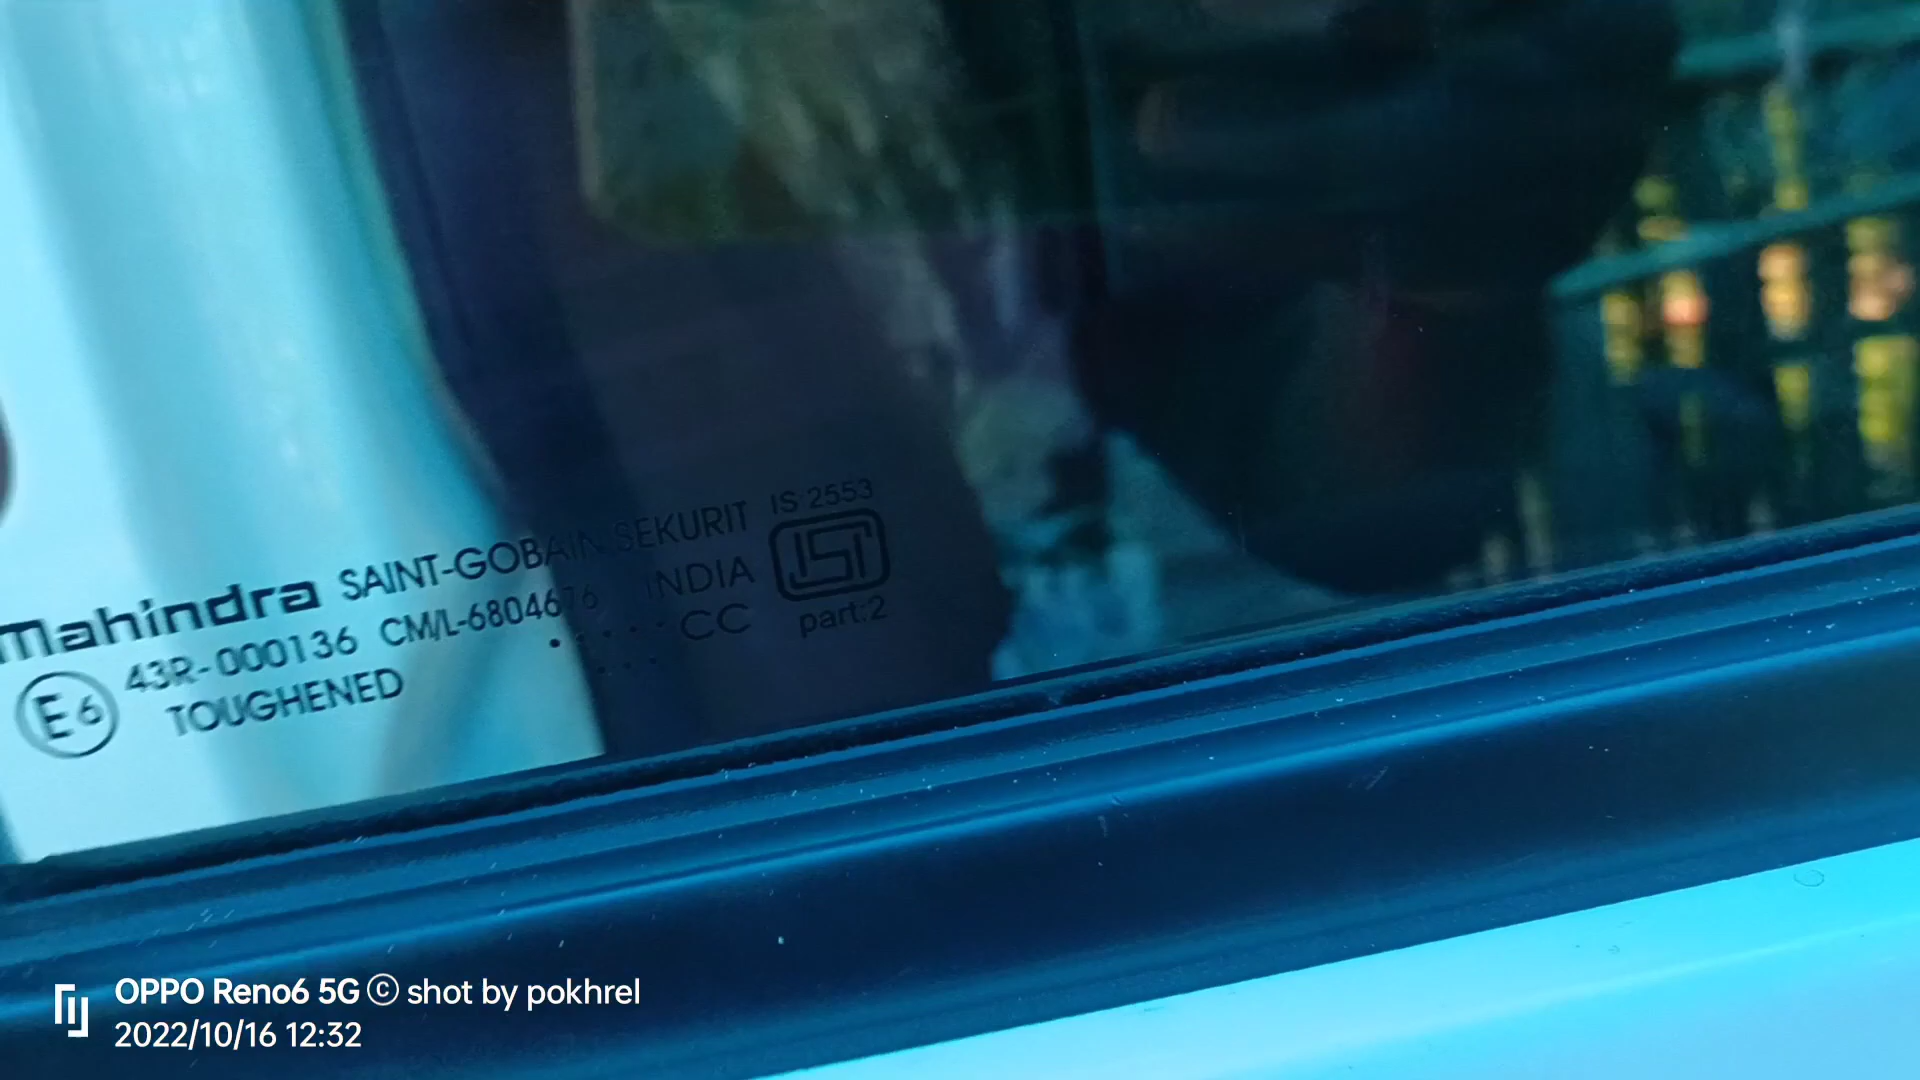 Mahindra SAINT-GOBAIN SEKURIT IS 2553
43R-000136 CM/L-6804676 INDIA ISI
E6 TOUGHENED CC part:2
OPPO Reno6 5G © shot by pokhrel
2022/10/16 12:32